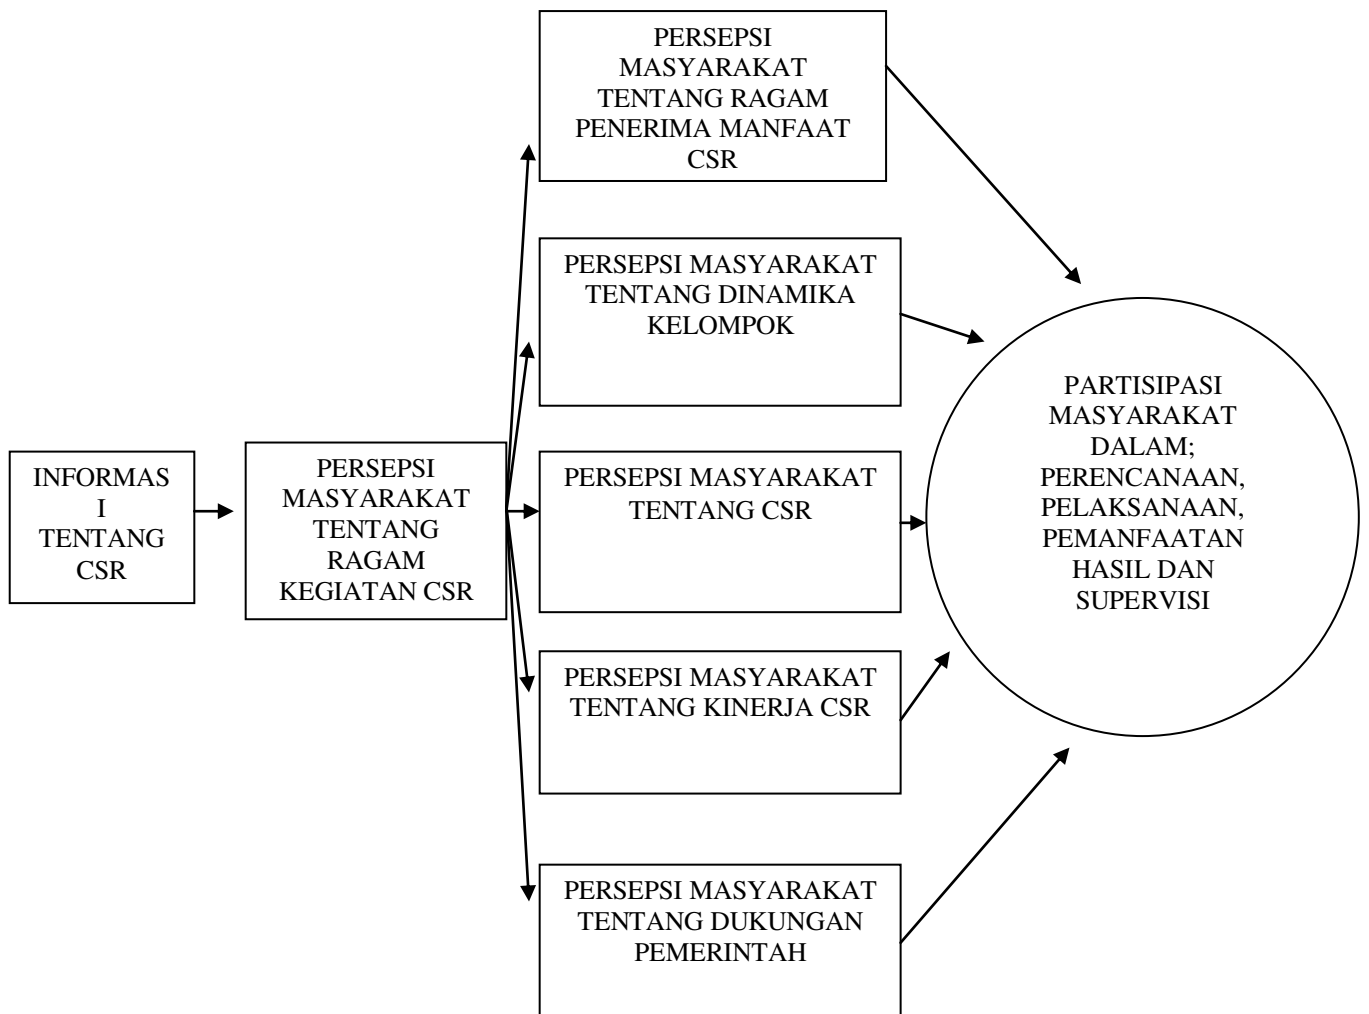 INFORMAS
I
TENTANG
CSR
PERSEPSI
MASYARAKAT
TENTANG
RAGAM
KEGIATAN CSR
PERSEPSI
MASYARAKAT
TENTANG RAGAM
PENERIMA MANFAAT
CSR
PERSEPSI MASYARAKAT
TENTANG DINAMIKA
KELOMPOK
PERSEPSI MASYARAKAT
TENTANG CSR
PERSEPSI MASYARAKAT
TENTANG KINERJA CSR
PERSEPSI MASYARAKAT
TENTANG DUKUNGAN
PEMERINTAH
PARTISIPASI
MASYARAKAT
DALAM;
PERENCANAAN,
PELAKSANAAN,
PEMANFAATAN
HASIL DAN
SUPERVISI